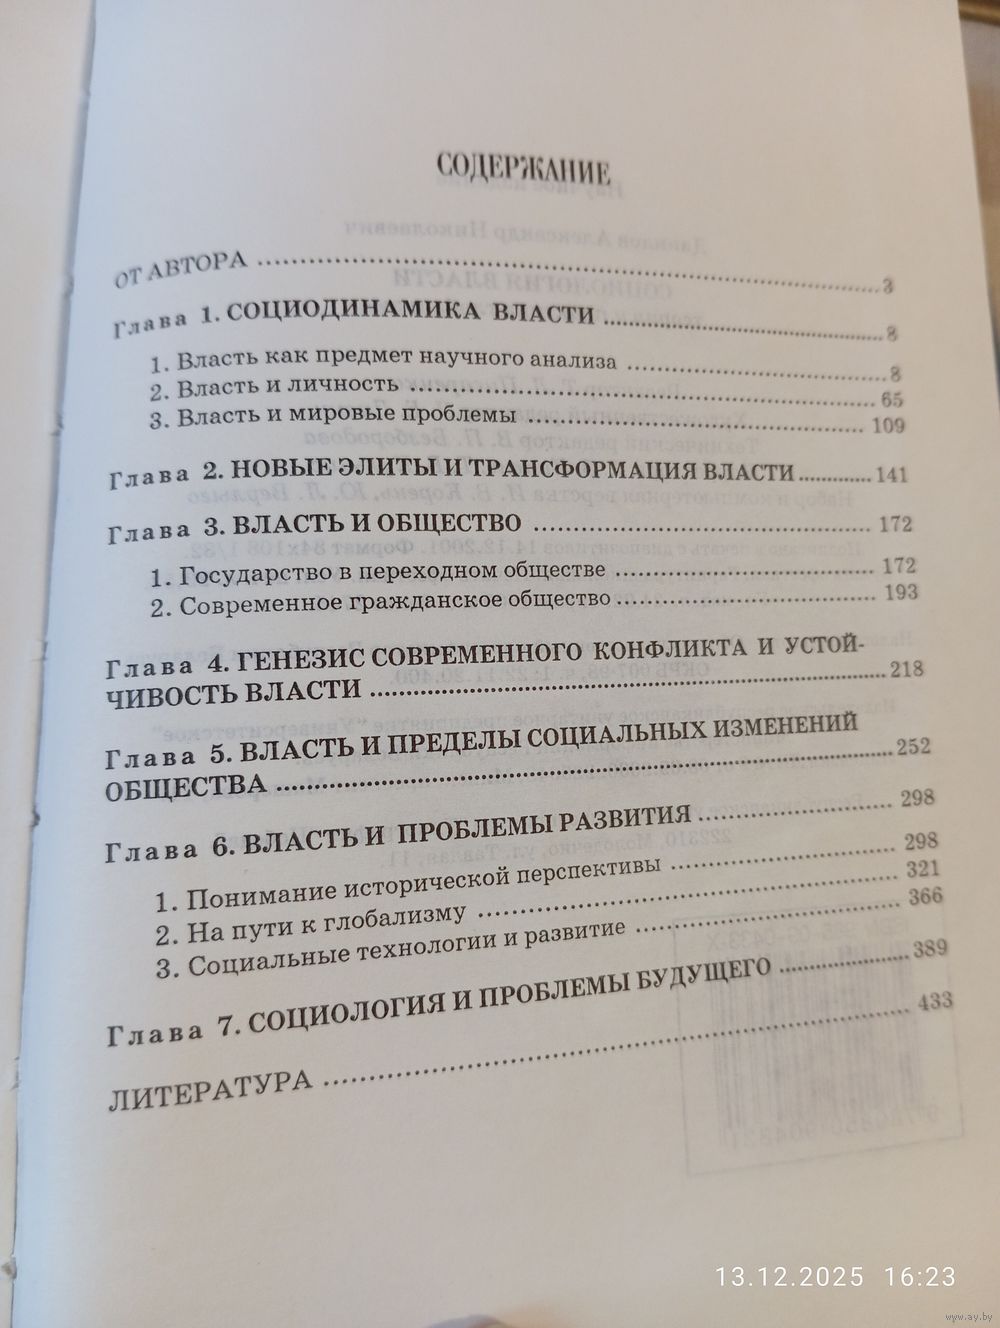 СОДЕРЖАНИЕ
ОТ АВТОРА ........ 3
Глава 1. СОЦИОДИНАМИКА ВЛАСТИ ........ 8
1. Власть как предмет научного анализа ........ 8
2. Власть и личность ........ 65
3. Власть и мировые проблемы ........ 109
Глава 2. НОВЫЕ ЭЛИТЫ И ТРАНСФОРМАЦИЯ ВЛАСТИ ........ 141
Глава 3. ВЛАСТЬ И ОБЩЕСТВО ........ 172
1. Государство в переходном обществе ........ 172
2. Современное гражданское общество ........ 193
Глава 4. ГЕНЕЗИС СОВРЕМЕННОГО КОНФЛИКТА И УСТОЙ-
ЧИВОСТЬ ВЛАСТИ ........ 218
Глава 5. ВЛАСТЬ И ПРЕДЕЛЫ СОЦИАЛЬНЫХ ИЗМЕНЕНИЙ
ОБЩЕСТВА ........ 252
Глава 6. ВЛАСТЬ И ПРОБЛЕМЫ РАЗВИТИЯ ........ 298
1. Понимание исторической перспективы ........ 298
2. На пути к глобализму ........ 321
3. Социальные технологии и развитие ........ 366
Глава 7. СОЦИОЛОГИЯ И ПРОБЛЕМЫ БУДУЩЕГО ........ 389
ЛИТЕРАТУРА ........ 433
13.12.2025 16:23
www.ay.by